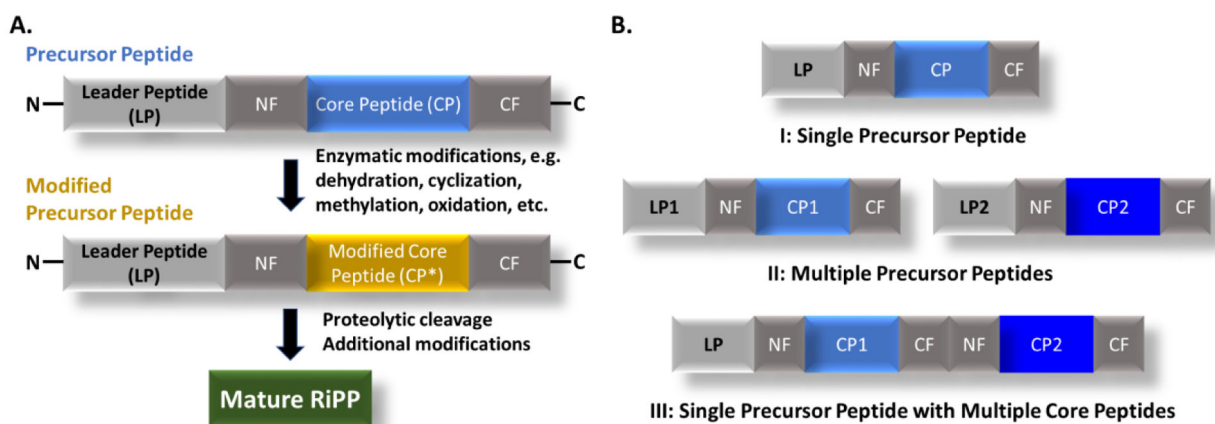 A.
Precursor Peptide
N
Leader Peptide
(LP)
NF
Core Peptide (CP)
CF
C
Enzymatic modifications, e.g.
dehydration, cyclization,
methylation, oxidation, etc.
Modified
Precursor Peptide
N
Leader Peptide
(LP)
NF
Modified Core
Peptide (CP*)
CF
C
Proteolytic cleavage
Additional modifications
Mature RiPP
B.
LP
NF
CP
CF
I: Single Precursor Peptide
LP1
NF
CP1
CF
LP2
NF
CP2
CF
II: Multiple Precursor Peptides
LP
NF
CP1
CF
NF
CP2
CF
III: Single Precursor Peptide with Multiple Core Peptides